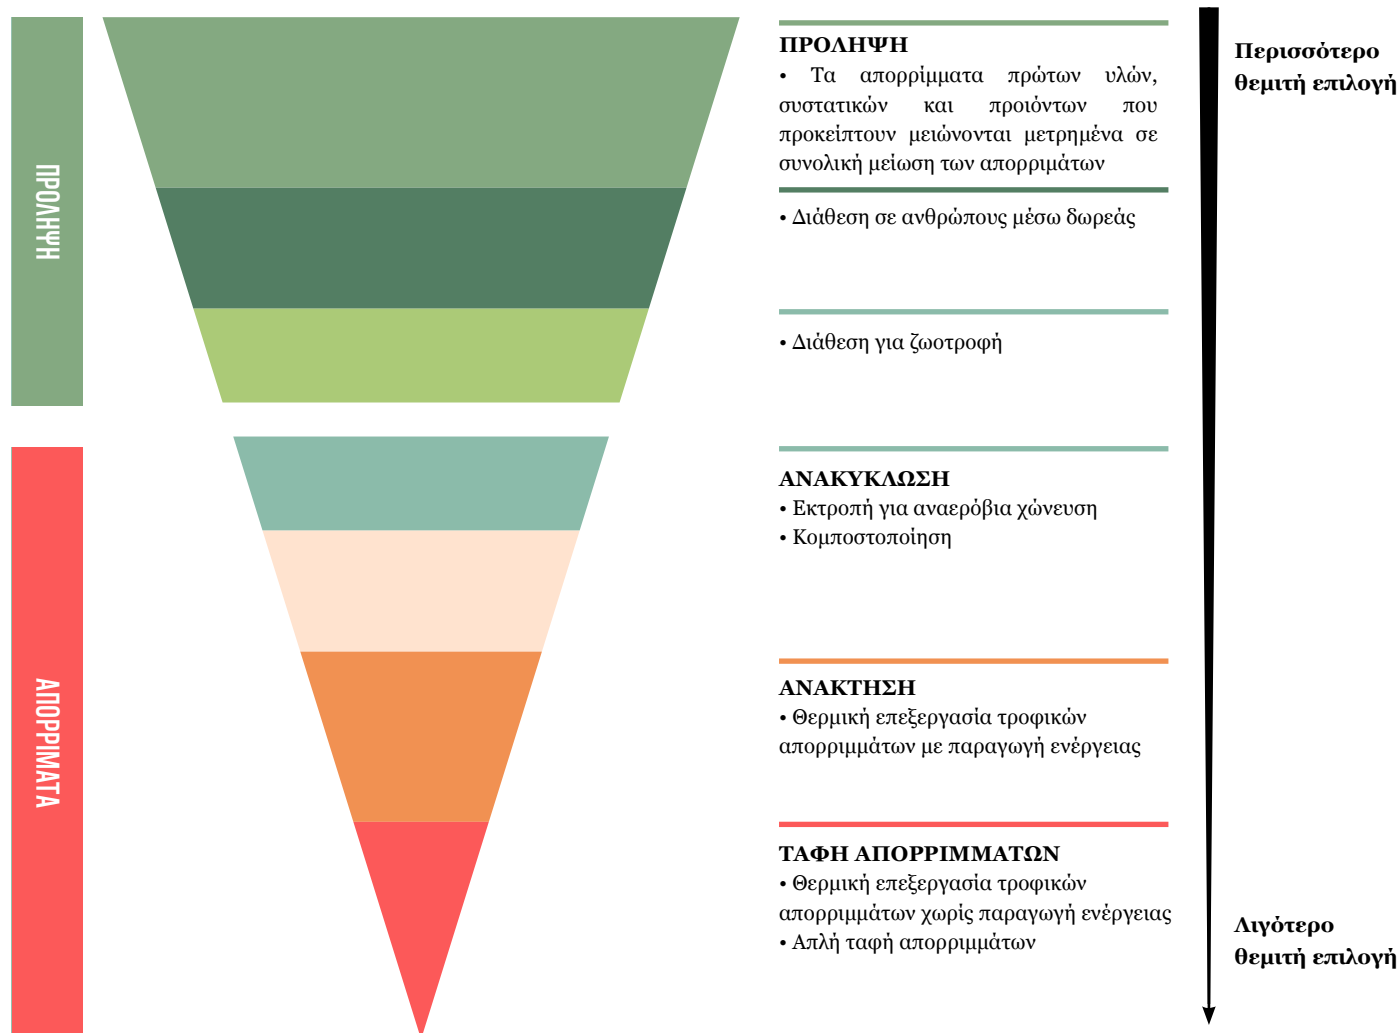 ΠΡΟΛΗΨΗ
ΠΡΟΛΗΨΗ
• Τα απορρίμματα πρώτων υλών,
συστατικών και προιόντων που
προκείπτουν μειώνονται μετρημένα σε
συνολική μείωση των απορριμάτων
• Διάθεση σε ανθρώπους μέσω δωρεάς
• Διάθεση για ζωοτροφή
Περισσότερο
θεμιτή επιλογή
ΑΠΟΡΡΙΜΑΤΑ
ΑΝΑΚΥΚΛΩΣΗ
• Εκτροπή για αναερόβια χώνευση
• Κομποστοποίηση
ΑΝΑΚΤΗΣΗ
• Θερμική επεξεργασία τροφικών
απορριμμάτων με παραγωγή ενέργειας
ΤΑΦΗ ΑΠΟΡΡΙΜΜΑΤΩΝ
• Θερμική επεξεργασία τροφικών
απορριμμάτων χωρίς παραγωγή ενέργειας
• Απλή ταφή απορριμμάτων
Λιγότερο
θεμιτή επιλογή